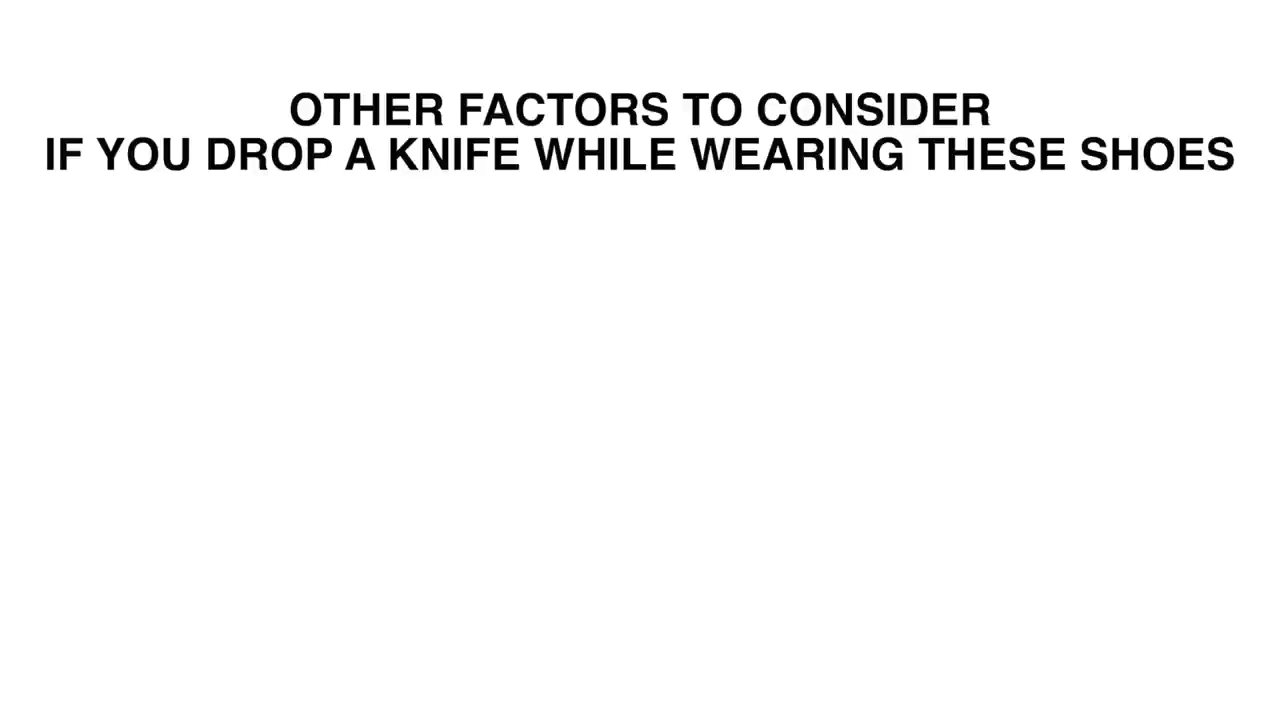 OTHER FACTORS TO CONSIDER
IF YOU DROP A KNIFE WHILE WEARING THESE SHOES